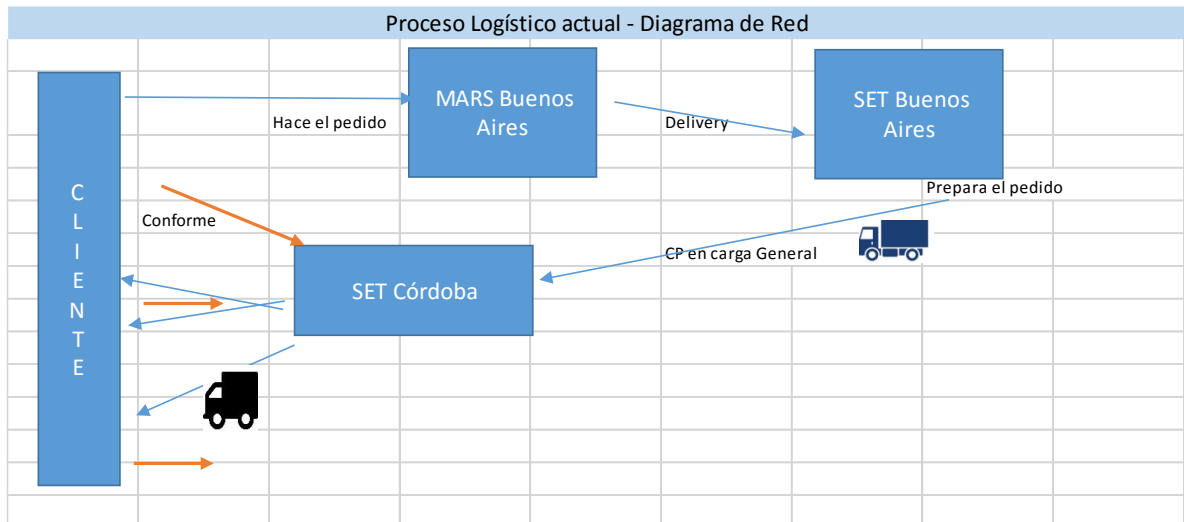 Proceso Logístico actual - Diagrama de Red
MARS Buenos
Aires
SET Buenos
Aires
Hace el pedido
Delivery
Prepara el pedido
C
L
I
E
N
T
E
Conforme
CP en carga General
SET Córdoba